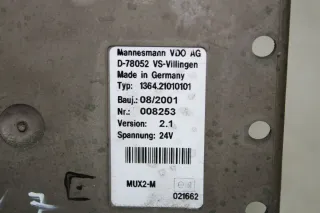 Mannesmann VDO AG
D-78052 VS-Villingen
Made in Germany
Typ: 1364.21010101
Bauj.: 08/2001
Nr.: 008253
Version: 2.1
Spannung: 24V
MUX2-M
021662